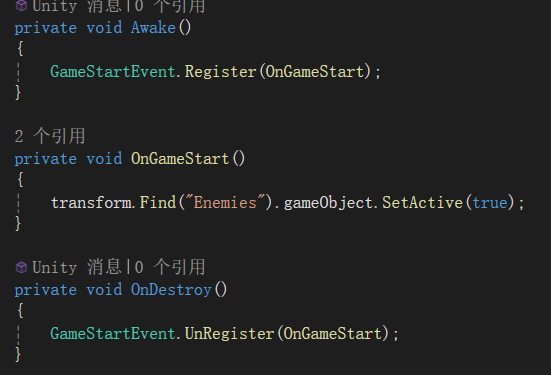 Unity 消息|0 个引用
private void Awake()
{
GameStartEvent.Register(OnGameStart);
}
2 个引用
private void OnGameStart()
{
transform.Find("Enemies").gameObject.SetActive(true);
}
Unity 消息|0 个引用
private void OnDestroy()
{
GameStartEvent.UnRegister(OnGameStart);
}